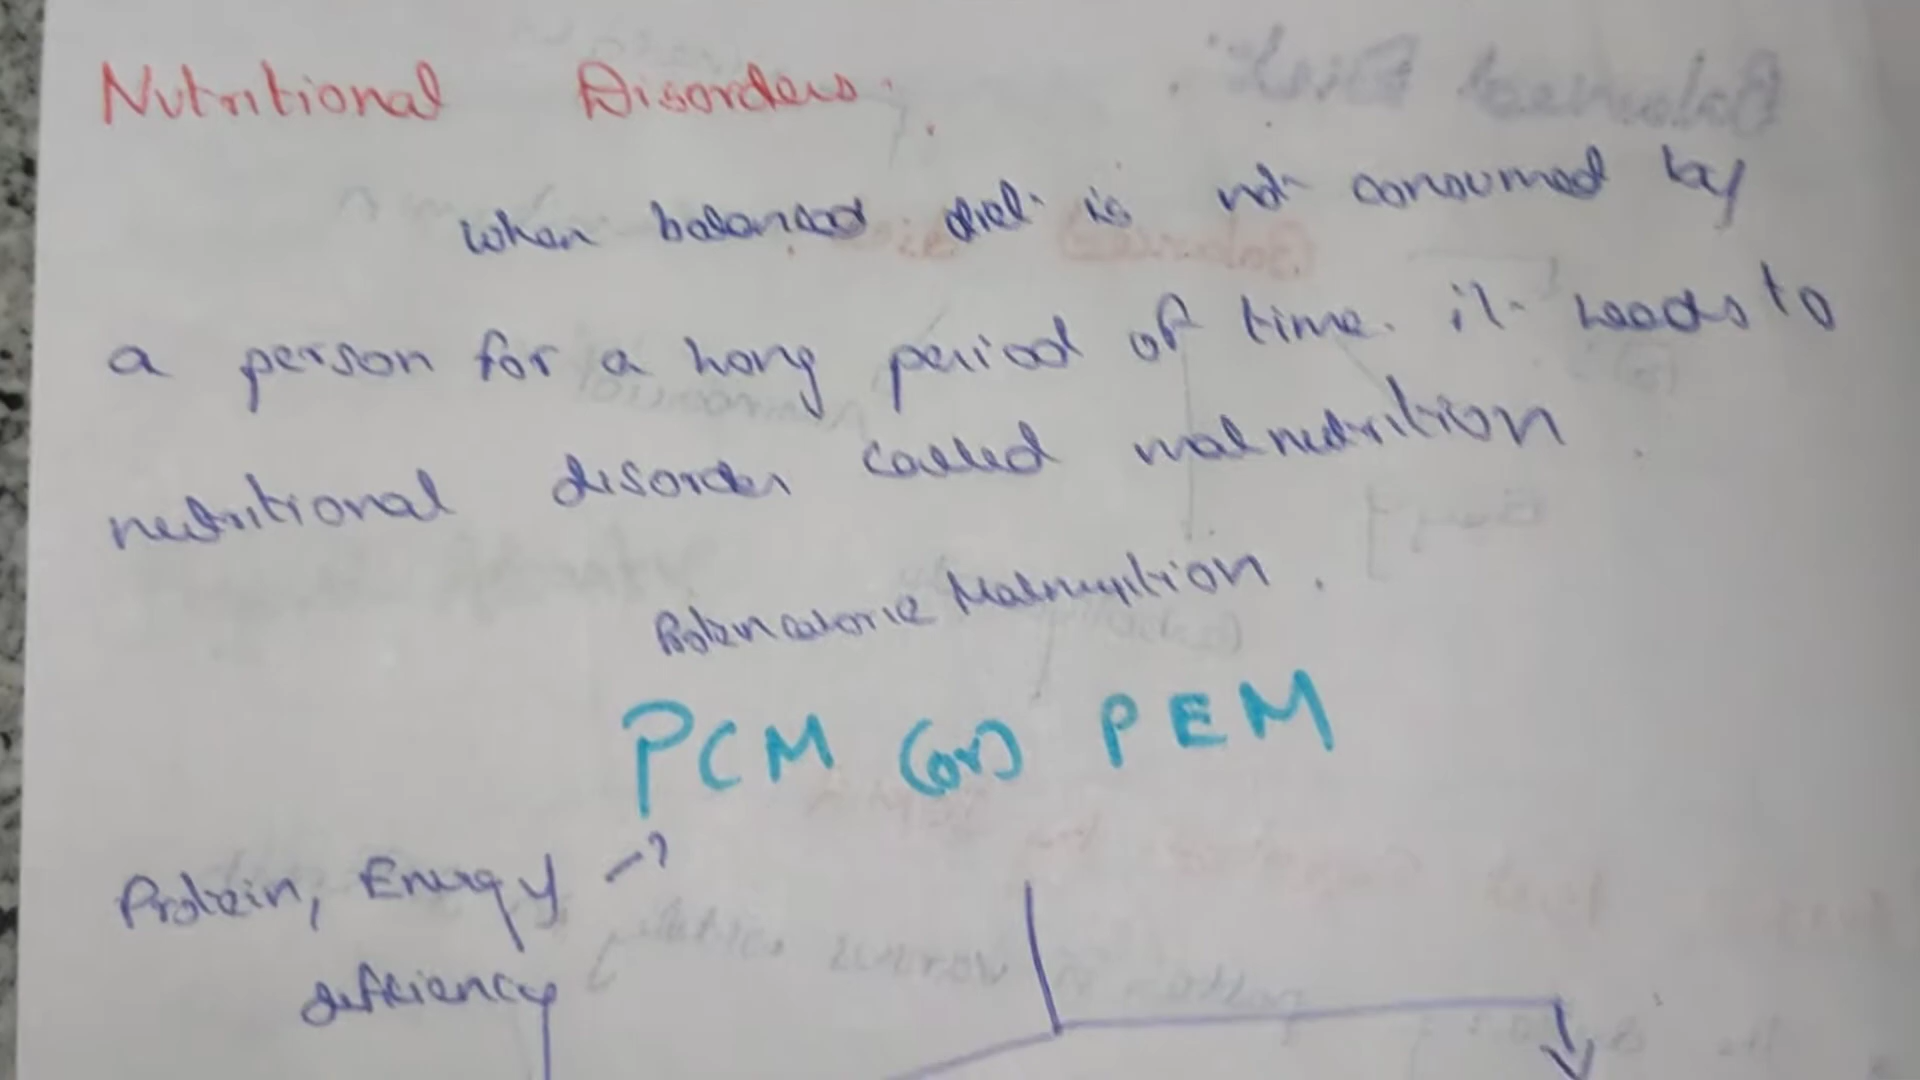 Nutritional Disorders.
When balanced diet is not consumed by
a person for a long period of time. it leads to
nutritional disorder called malnutrition.
Protein calorie Malnutrition.
PCM (or) PEM
Protein, Energy →
deficiency